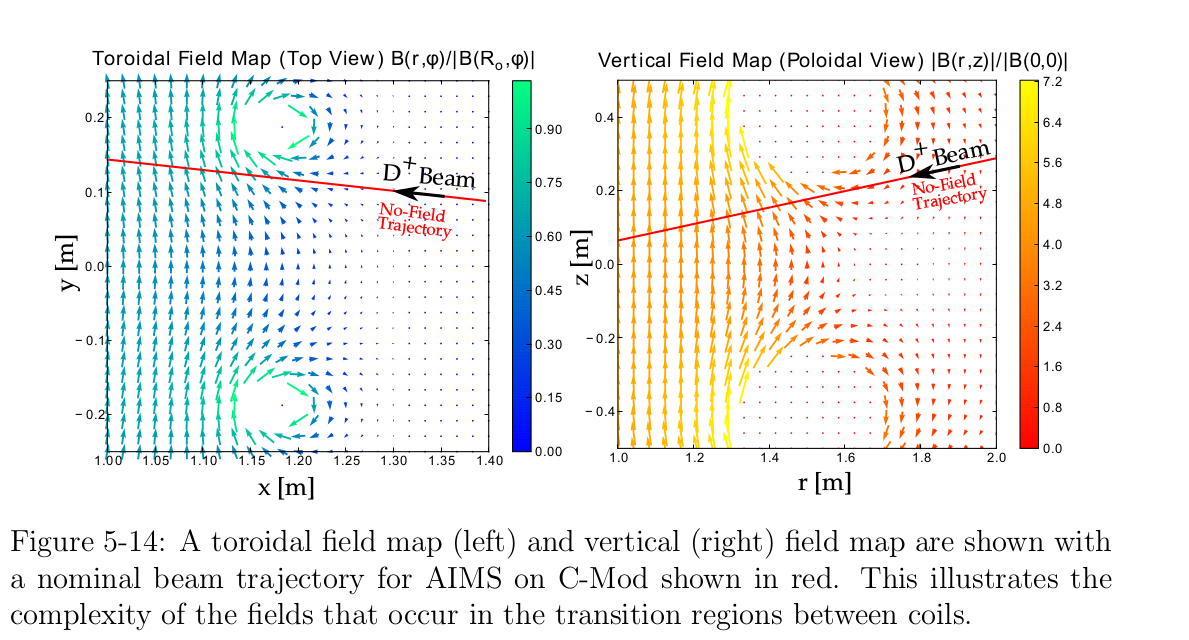 Toroidal Field Map (Top View) B(r,φ)/|B(Rₒ,φ)|
0.2
0.1
0.0
−0.1
−0.2
y [m]
1.00 1.05 1.10 1.15 1.20 1.25 1.30 1.35 1.40
x [m]
D⁺ Beam
No-Field
Trajectory
0.90
0.75
0.60
0.45
0.30
0.15
0.00
Vertical Field Map (Poloidal View) |B(r,z)|/|B(0,0)|
0.4
0.2
0.0
−0.2
−0.4
z [m]
1.0 1.2 1.4 1.6 1.8 2.0
r [m]
D⁺ Beam
No-Field
Trajectory
7.2
6.4
5.6
4.8
4.0
3.2
2.4
1.6
0.8
0.0
Figure 5-14: A toroidal field map (left) and vertical (right) field map are shown with
a nominal beam trajectory for AIMS on C-Mod shown in red. This illustrates the
complexity of the fields that occur in the transition regions between coils.